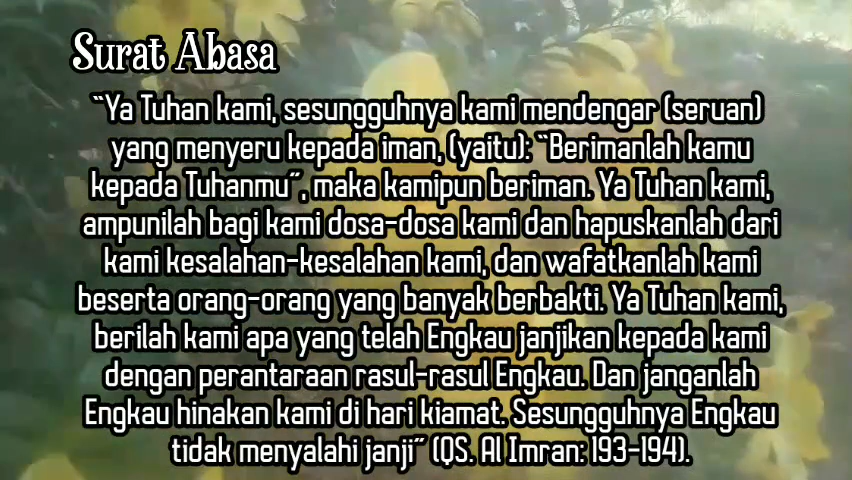 Surat Abasa
"Ya Tuhan kami, sesungguhnya kami mendengar (seruan)
yang menyeru kepada iman, (yaitu): "Berimanlah kamu
kepada Tuhanmu", maka kamipun beriman. Ya Tuhan kami,
ampunilah bagi kami dosa-dosa kami dan hapuskanlah dari
kami kesalahan-kesalahan kami, dan wafatkanlah kami
beserta orang-orang yang banyak berbakti. Ya Tuhan kami,
berilah kami apa yang telah Engkau janjikan kepada kami
dengan perantaraan rasul-rasul Engkau. Dan janganlah
Engkau hinakan kami di hari kiamat. Sesungguhnya Engkau
tidak menyalahi janji" (QS. Al Imran: 193-194).